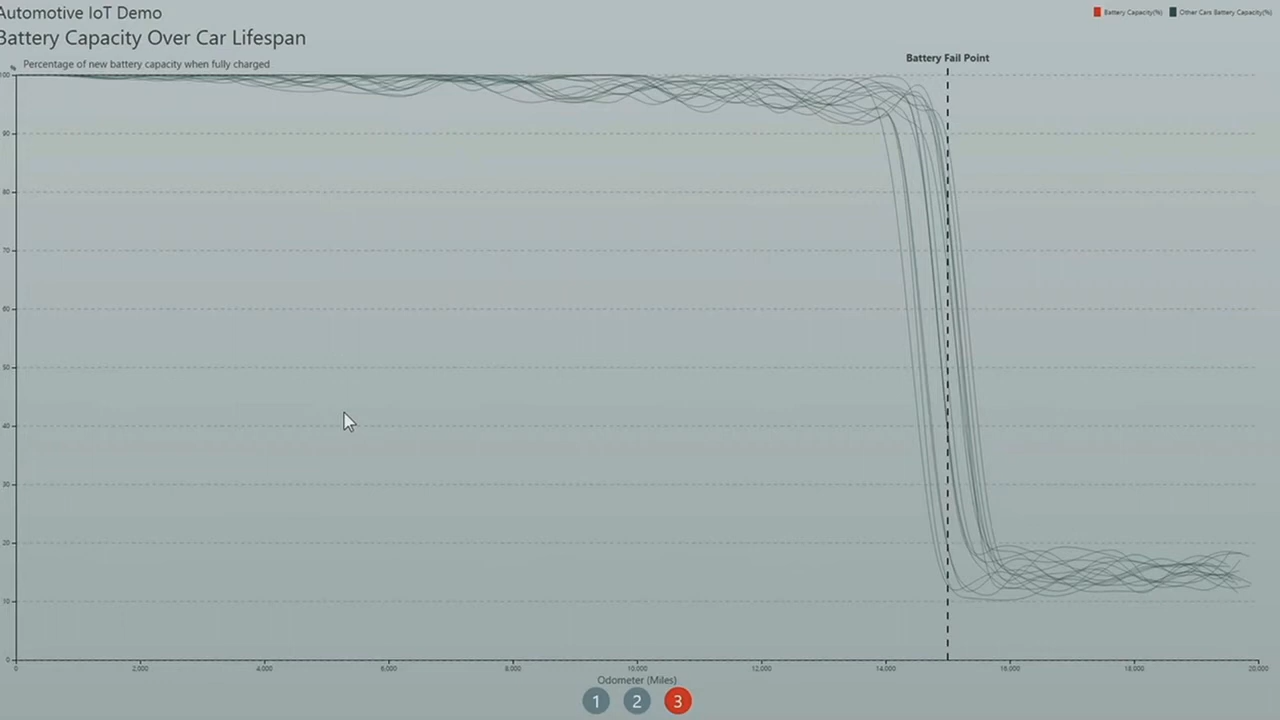 Automotive IoT Demo
Battery Capacity Over Car Lifespan
Battery Capacity(%) Other Cars Battery Capacity(%)
% Percentage of new battery capacity when fully charged
Battery Fail Point
100
90
80
70
60
50
40
30
20
10
0
0 2,000 4,000 6,000 8,000 10,000 12,000 14,000 16,000 18,000 20,000
Odometer (Miles)
1 2 3